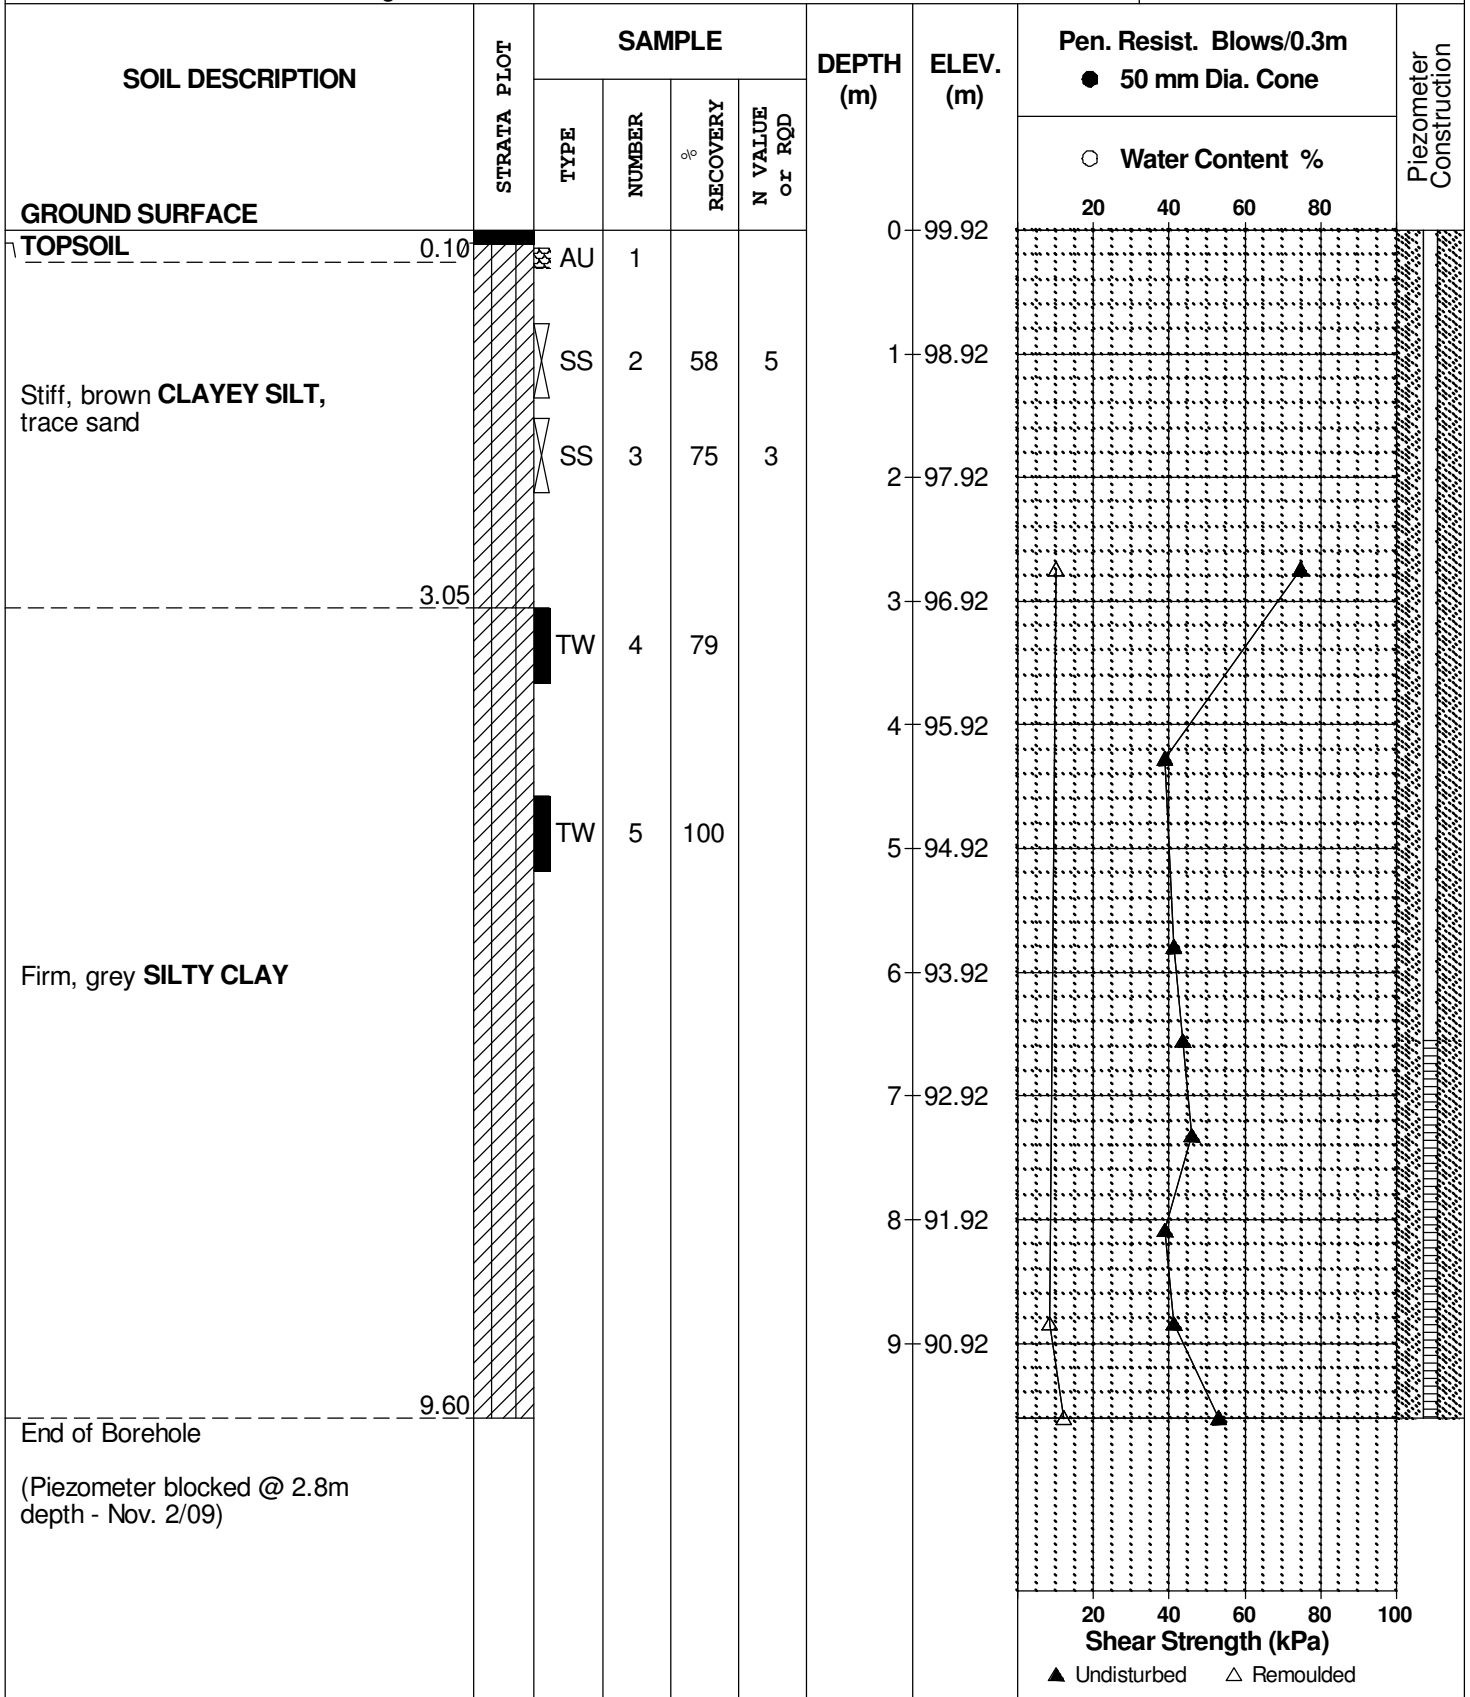 SOIL DESCRIPTION
STRATA PLOT
SAMPLE
TYPE
NUMBER
% RECOVERY
N VALUE or RQD
DEPTH (m)
ELEV. (m)
Pen. Resist. Blows/0.3m
● 50 mm Dia. Cone
○ Water Content %
Piezometer Construction
20 40 60 80
GROUND SURFACE
0 99.92
TOPSOIL 0.10
AU 1
SS 2 58 5
1 98.92
Stiff, brown CLAYEY SILT,
trace sand
SS 3 75 3
2 97.92
3.05
3 96.92
TW 4 79
4 95.92
TW 5 100
5 94.92
Firm, grey SILTY CLAY
6 93.92
7 92.92
8 91.92
9 90.92
9.60
End of Borehole
(Piezometer blocked @ 2.8m
depth - Nov. 2/09)
20 40 60 80 100
Shear Strength (kPa)
▲ Undisturbed △ Remoulded